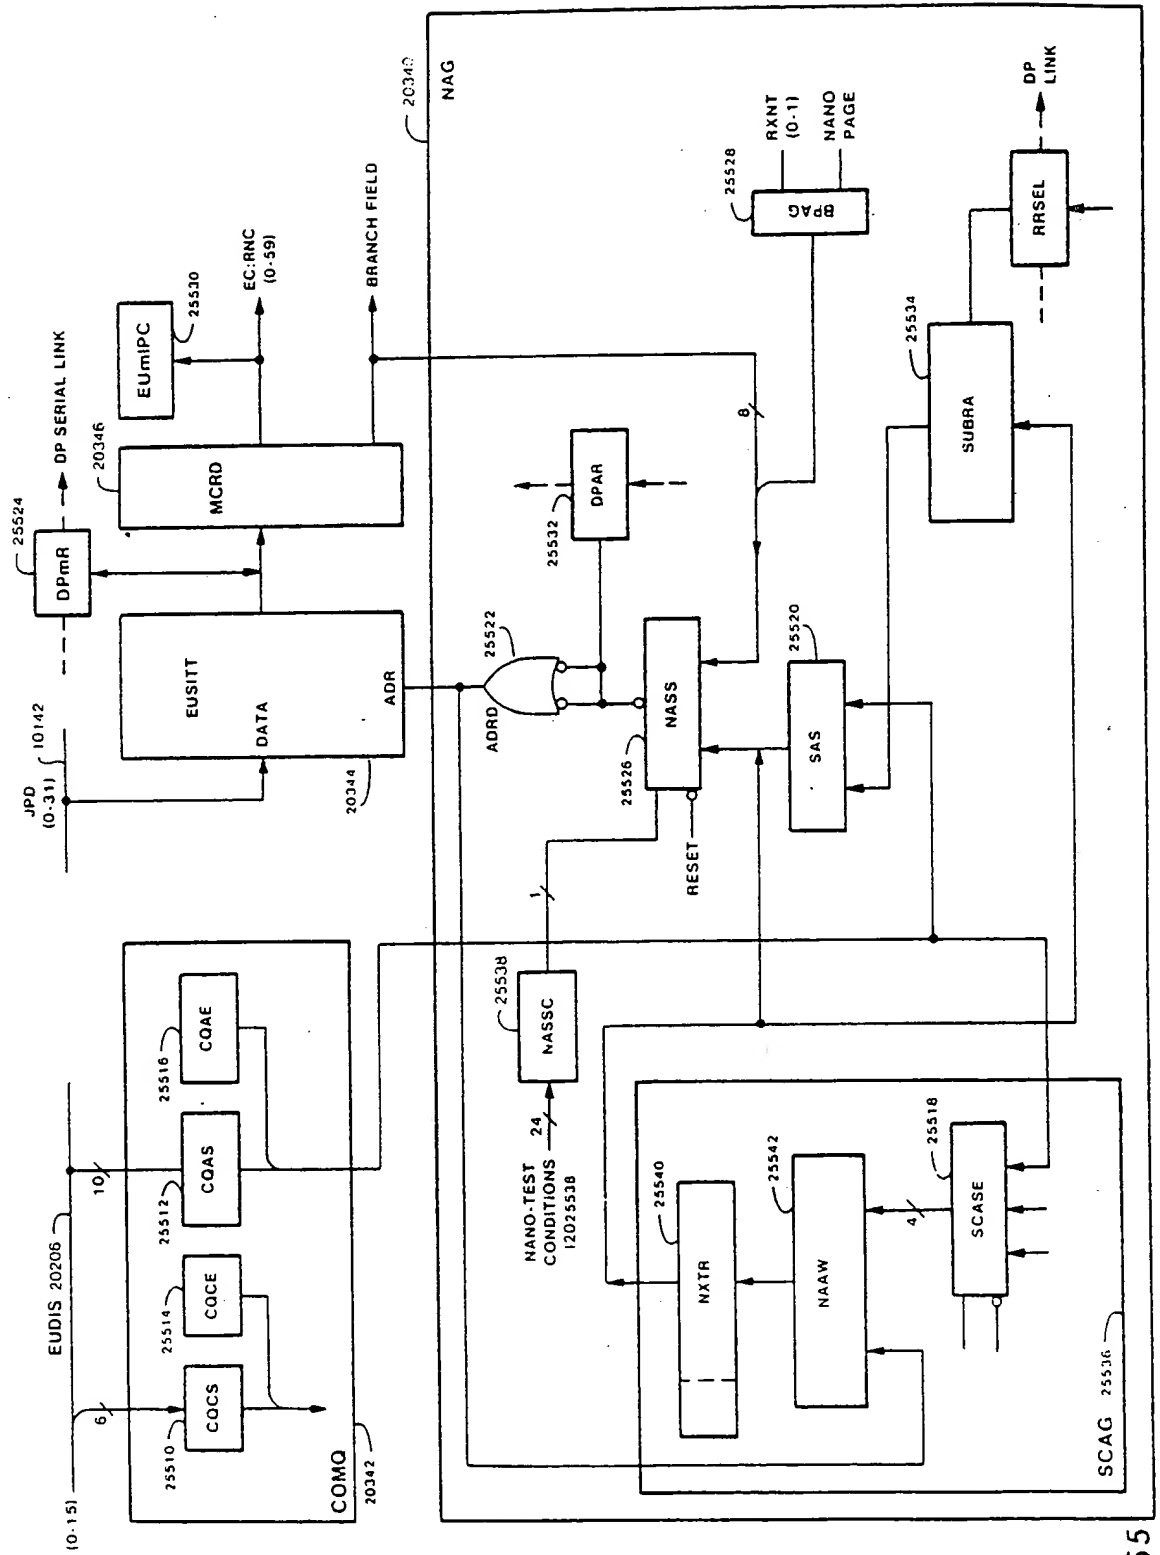 (0-15)
EUDIS 20206
6
10
25510
CQCS
25514
CQCE
25512
CQAS
25516
CQAE
COMQ
20342
JPD
(0-31)
10142
25524
DPmR
DP SERIAL LINK
EUSITT
DATA
ADR
20344
20346
MCRD
EUmIPC
25530
EC:RNC
(0-59)
BRANCH FIELD
NAG
ADRD
25522
25532
DPAR
NANO-TEST
CONDITIONS
12025538
24
NASSC
25538
1
RESET
25526
NASS
8
25528
BPAG
RXNT
(0-1)
NANO
PAGE
SAS
25520
SUBRA
25534
RRSEL
DP
LINK
NXTR
25540
NAAW
25542
4
SCASE
25518
SCAG
25536